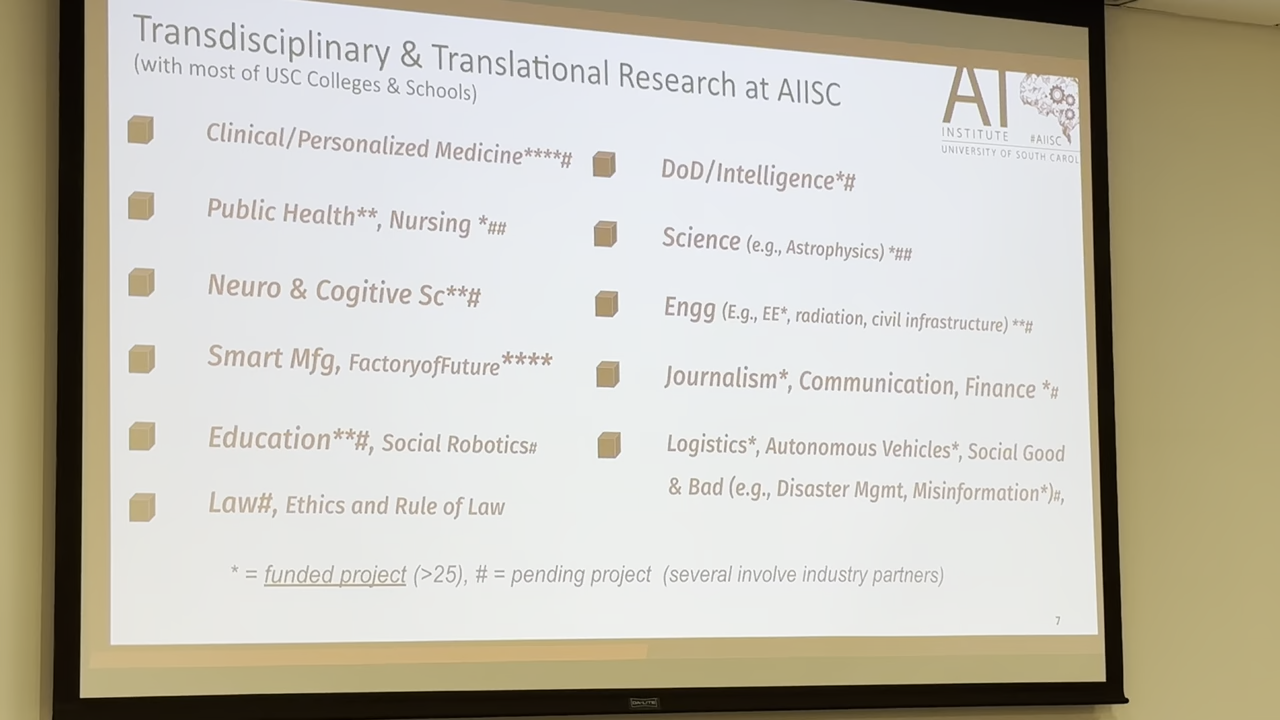 Transdisciplinary & Translational Research at AIISC
(with most of USC Colleges & Schools)
AI
INSTITUTE #AIISC
UNIVERSITY OF SOUTH CAROL
Clinical/Personalized Medicine****#
Public Health**, Nursing *##
Neuro & Cogitive Sc**#
Smart Mfg, FactoryofFuture****
Education**#, Social Robotics#
Law#, Ethics and Rule of Law
DoD/Intelligence*#
Science (e.g., Astrophysics) *##
Engg (E.g., EE*, radiation, civil infrastructure) **#
Journalism*, Communication, Finance *#
Logistics*, Autonomous Vehicles*, Social Good
& Bad (e.g., Disaster Mgmt, Misinformation*)#,
* = funded project (>25), # = pending project (several involve industry partners)
7
DA-LITE